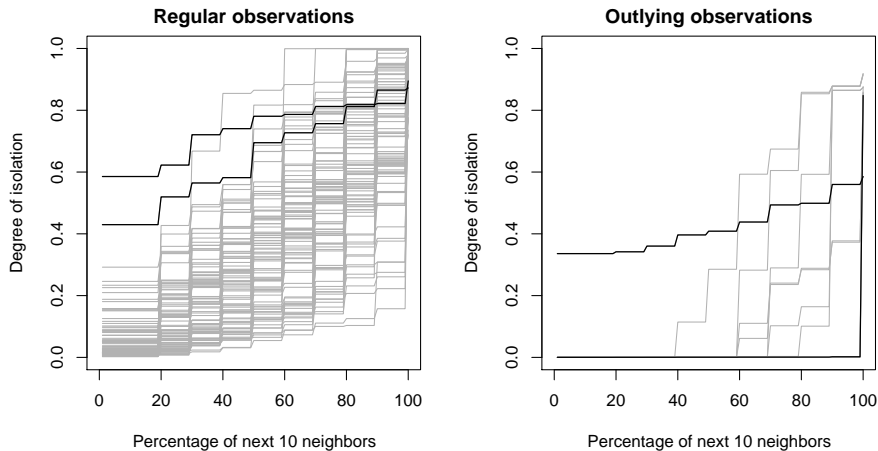 Regular observations
Degree of isolation
1.0
0.8
0.6
0.4
0.2
0.0
0 20 40 60 80 100
Percentage of next 10 neighbors
Outlying observations
Degree of isolation
1.0
0.8
0.6
0.4
0.2
0.0
0 20 40 60 80 100
Percentage of next 10 neighbors